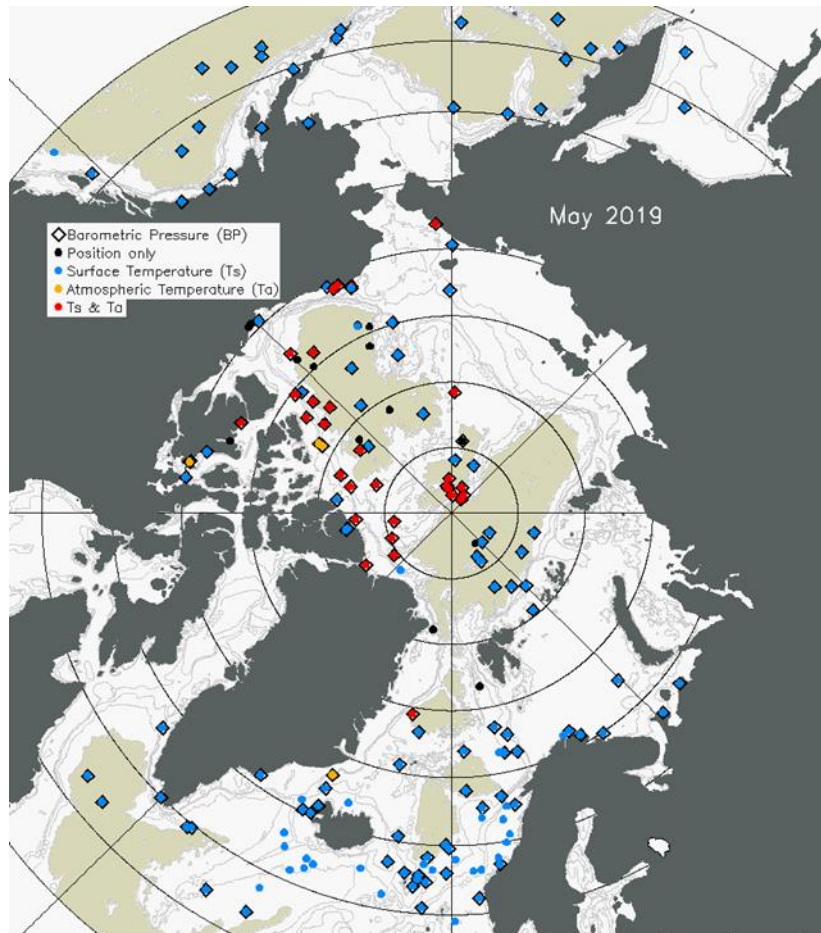 May 2019
Barometric Pressure (BP)
Position only
Surface Temperature (Ts)
Atmospheric Temperature (Ta)
Ts & Ta